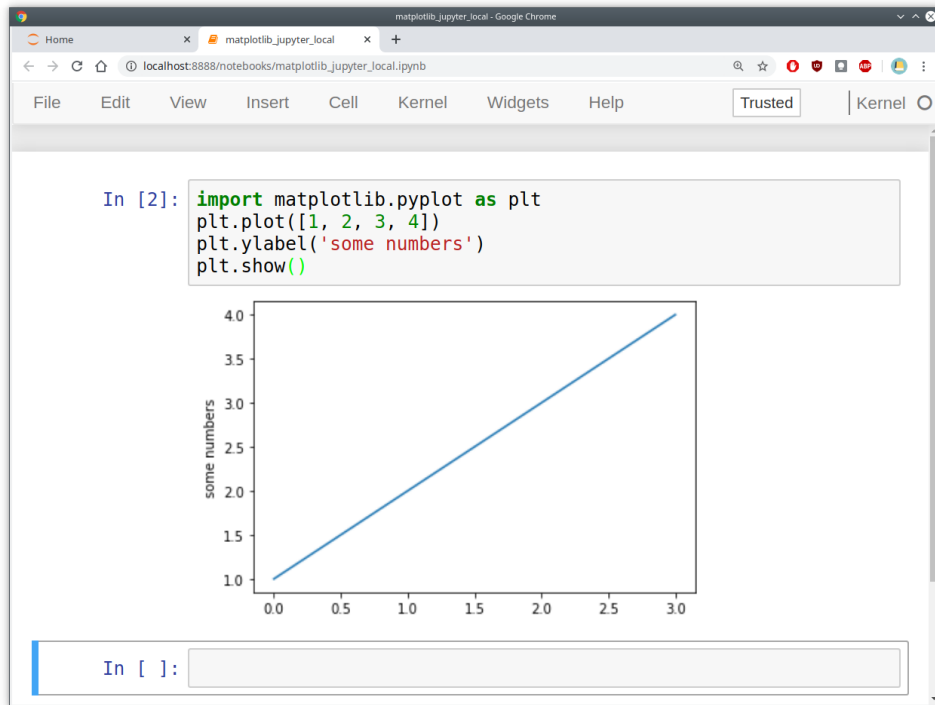 matplotlib_jupyter_local - Google Chrome
Home
matplotlib_jupyter_local
localhost:8888/notebooks/matplotlib_jupyter_local.ipynb
ABP
File Edit View Insert Cell Kernel Widgets Help Trusted Kernel
In [2]: import matplotlib.pyplot as plt
plt.plot([1, 2, 3, 4])
plt.ylabel('some numbers')
plt.show()
some numbers
4.0
3.5
3.0
2.5
2.0
1.5
1.0
0.0 0.5 1.0 1.5 2.0 2.5 3.0
In [ ]: